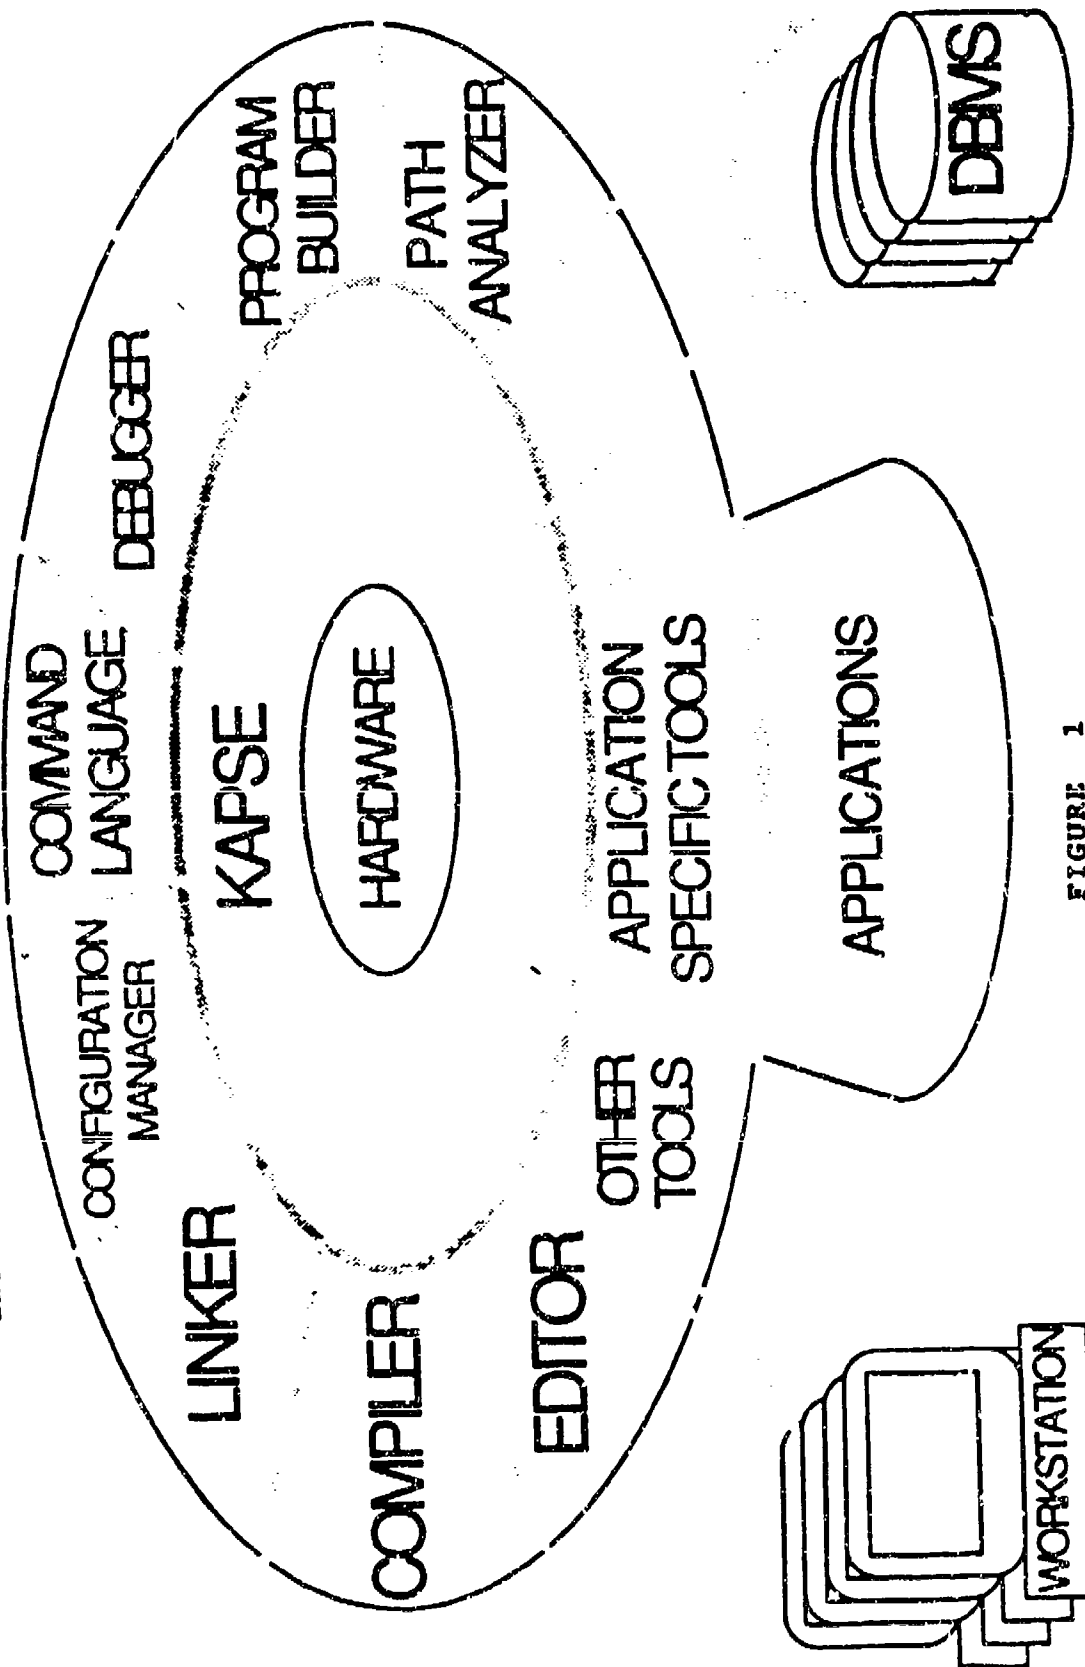 COMMAND
LANGUAGE
CONFIGURATION
MANAGER
DEBUGGER
LINKER
KAPSE
PROGRAM
BUILDER
COMPILER
HARDWARE
PATH
ANALYZER
EDITOR
OTHER
TOOLS
APPLICATION
SPECIFIC TOOLS
APPLICATIONS
WORKSTATION
DBMS
FIGURE 1